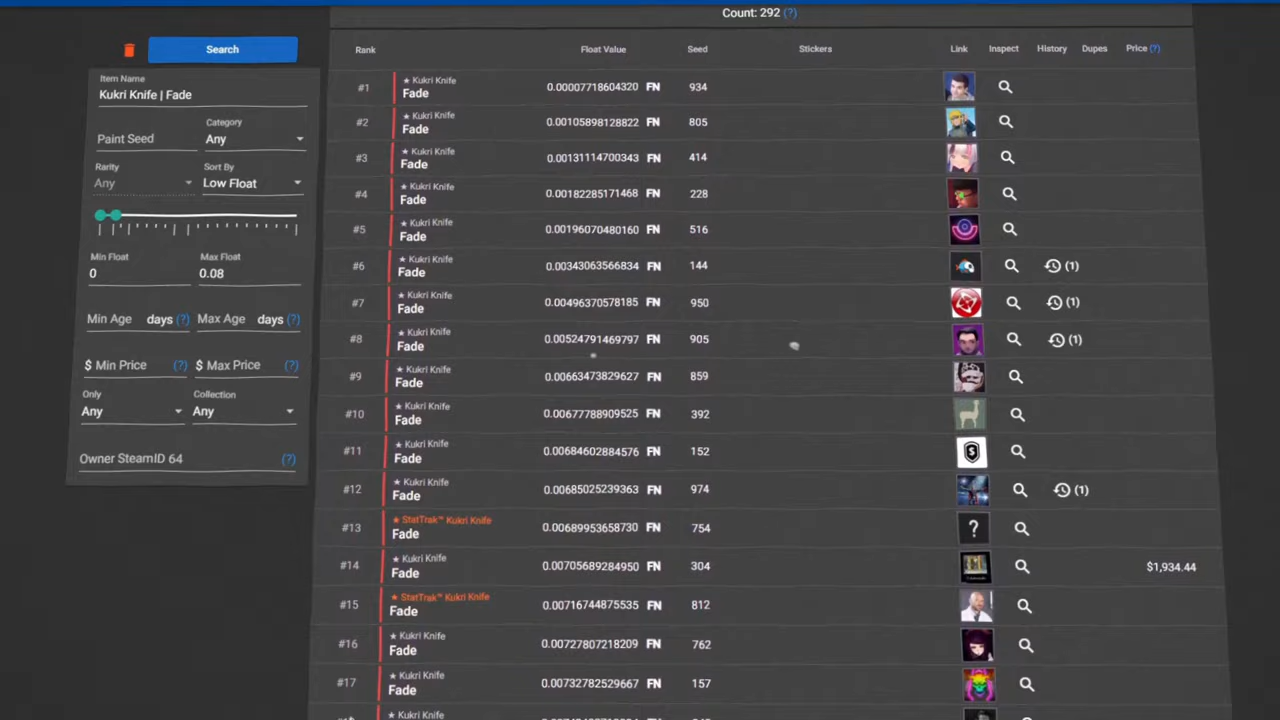 Count: 292 (?)
Search
Item Name
Kukri Knife | Fade
Paint Seed
Category
Any
Rarity
Any
Sort By
Low Float
Min Float
0
Max Float
0.08
Min Age days (?)
Max Age days (?)
$ Min Price (?)
$ Max Price (?)
Only
Any
Collection
Any
Owner SteamID 64 (?)
Rank Float Value Seed Stickers Link Inspect History Dupes Price (?)
#1 ★ Kukri Knife
Fade 0.00007718604320 FN 934
#2 ★ Kukri Knife
Fade 0.00105898128822 FN 805
#3 ★ Kukri Knife
Fade 0.00131114700343 FN 414
#4 ★ Kukri Knife
Fade 0.00182285171468 FN 228
#5 ★ Kukri Knife
Fade 0.00196070480160 FN 516
#6 ★ Kukri Knife
Fade 0.00343063566834 FN 144 (1)
#7 ★ Kukri Knife
Fade 0.00496370578185 FN 950 (1)
#8 ★ Kukri Knife
Fade 0.00524791469797 FN 905 (1)
#9 ★ Kukri Knife
Fade 0.00663473829627 FN 859
#10 ★ Kukri Knife
Fade 0.00677788909525 FN 392
#11 ★ Kukri Knife
Fade 0.00684602884576 FN 152
#12 ★ Kukri Knife
Fade 0.00685025239363 FN 974 (1)
#13 ★ StatTrak™ Kukri Knife
Fade 0.00689953658730 FN 754 ?
#14 ★ Kukri Knife
Fade 0.00705689284950 FN 304 $1,934.44
#15 ★ StatTrak™ Kukri Knife
Fade 0.00716744875535 FN 812
#16 ★ Kukri Knife
Fade 0.00727807218209 FN 762
#17 ★ Kukri Knife
Fade 0.00732782529667 FN 157
★ Kukri Knife